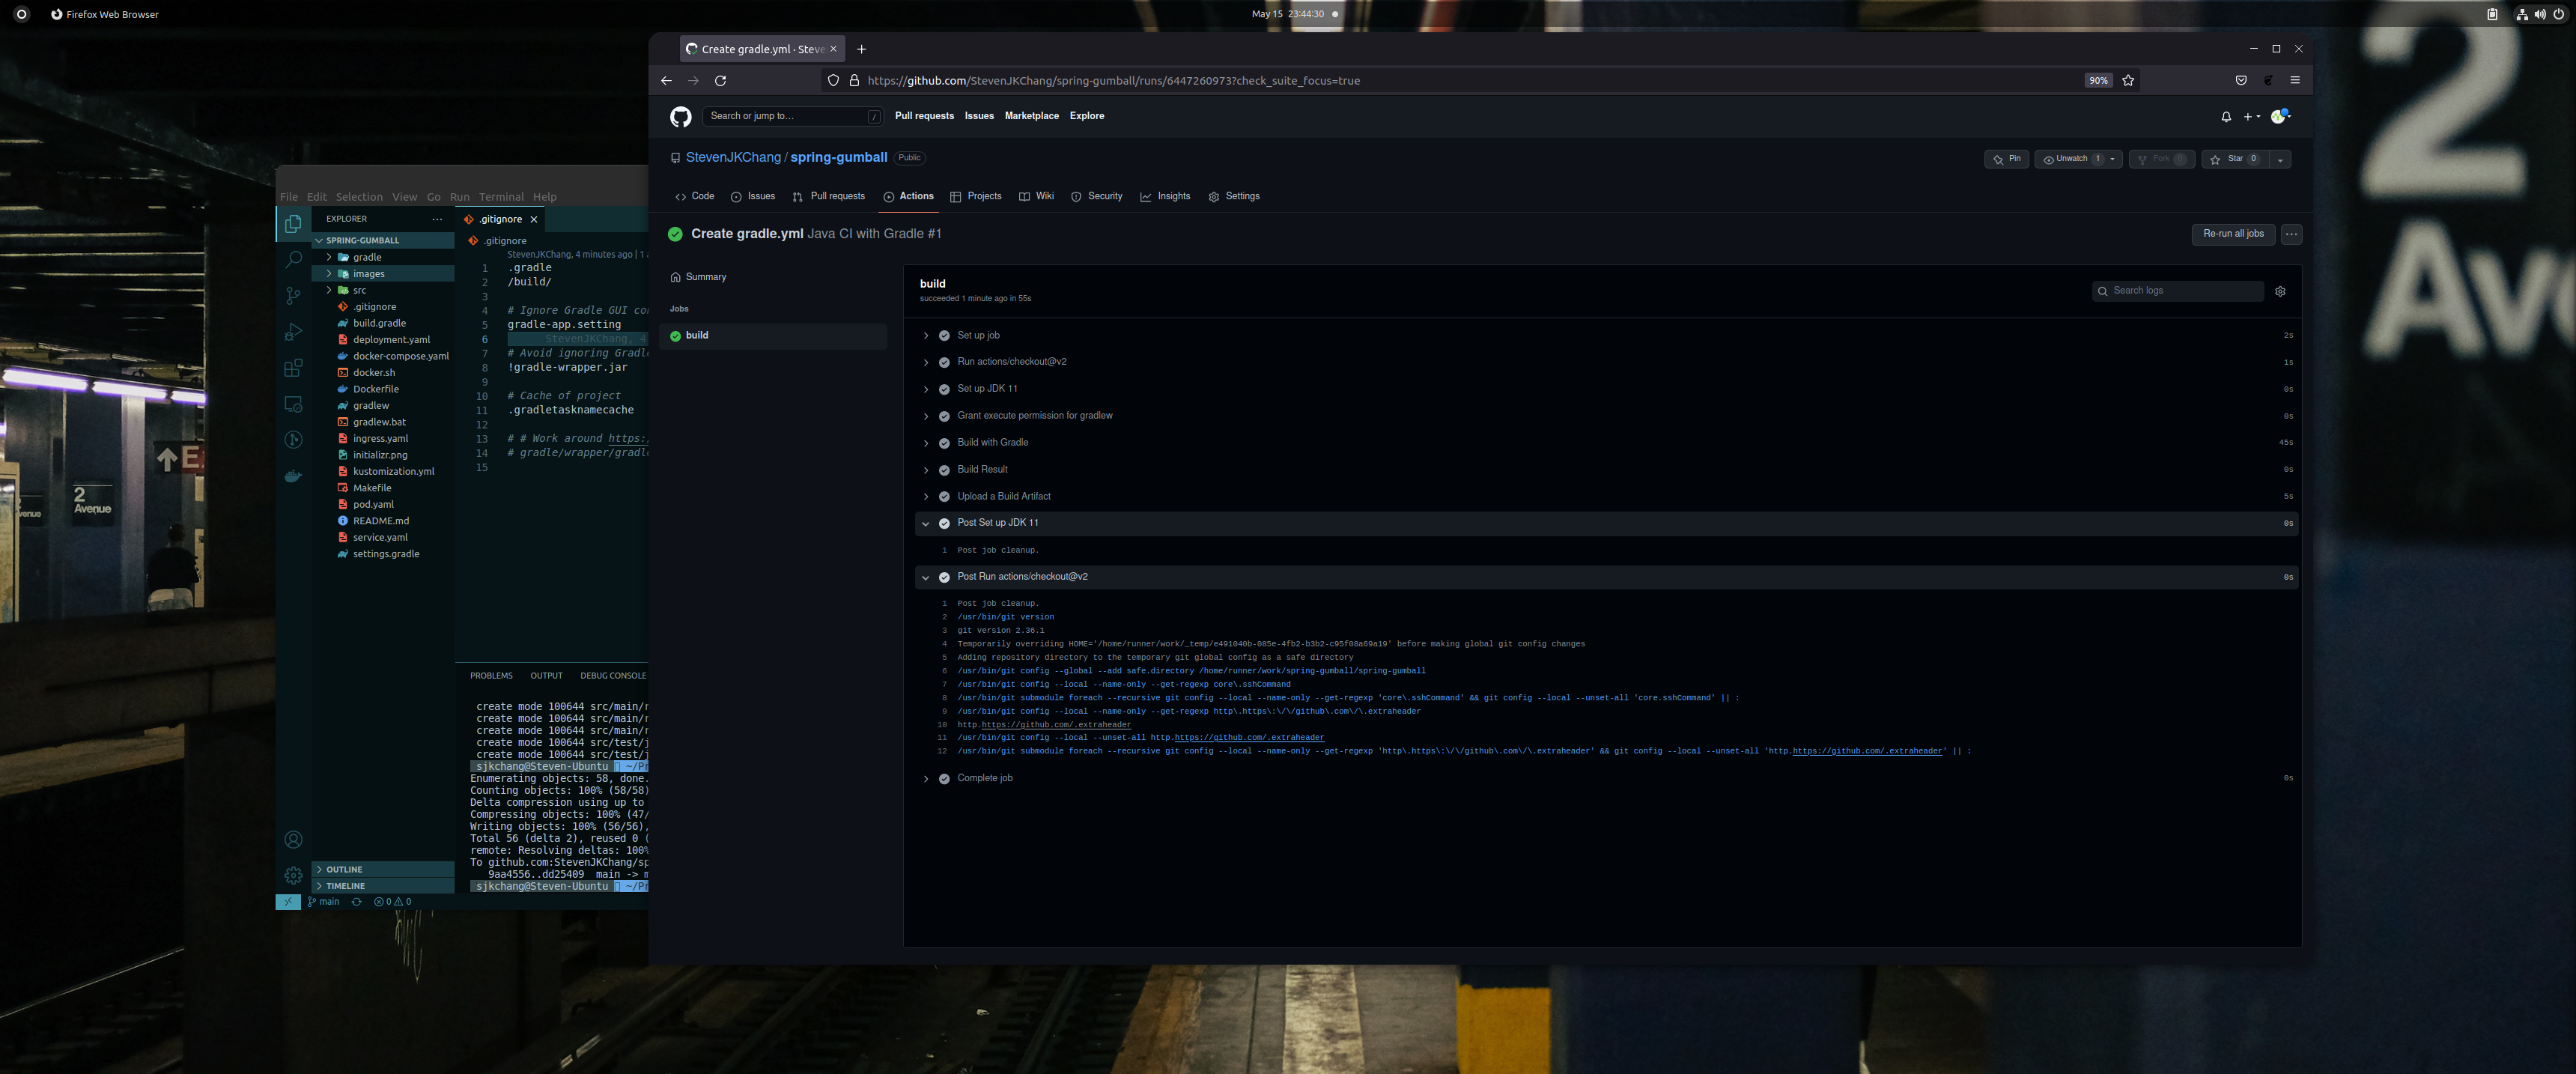 Firefox Web Browser
May 15 23:44:30
Create gradle.yml · Steve
https://github.com/StevenJKChang/spring-gumball/runs/6447260973?check_suite_focus=true
90%
Search or jump to… /
Pull requests Issues Marketplace Explore
StevenJKChang / spring-gumball Public
Pin Unwatch 1 Fork 0 Star 0
Code Issues Pull requests Actions Projects Wiki Security Insights Settings
Create gradle.yml Java CI with Gradle #1
Re-run all jobs
Summary
Jobs
build
build
succeeded 1 minute ago in 55s
Search logs
Set up job 2s
Run actions/checkout@v2 1s
Set up JDK 11 0s
Grant execute permission for gradlew 0s
Build with Gradle 45s
Build Result 0s
Upload a Build Artifact 5s
Post Set up JDK 11 0s
1 Post job cleanup.
Post Run actions/checkout@v2 0s
1 Post job cleanup.
2 /usr/bin/git version
3 git version 2.36.1
4 Temporarily overriding HOME='/home/runner/work/_temp/e491040b-085e-4fb2-b3b2-c95f08a69a19' before making global git config changes
5 Adding repository directory to the temporary git global config as a safe directory
6 /usr/bin/git config --global --add safe.directory /home/runner/work/spring-gumball/spring-gumball
7 /usr/bin/git config --local --name-only --get-regexp core\.sshCommand
8 /usr/bin/git submodule foreach --recursive git config --local --name-only --get-regexp 'core\.sshCommand' && git config --local --unset-all 'core.sshCommand' || :
9 /usr/bin/git config --local --name-only --get-regexp http\.https\:\/\/github\.com\/\.extraheader
10 http.https://github.com/.extraheader
11 /usr/bin/git config --local --unset-all http.https://github.com/.extraheader
12 /usr/bin/git submodule foreach --recursive git config --local --name-only --get-regexp 'http\.https\:\/\/github\.com\/\.extraheader' && git config --local --unset-all 'http.https://github.com/.extraheader' || :
Complete job 0s
File Edit Selection View Go Run Terminal Help
EXPLORER
SPRING-GUMBALL
gradle
images
src
.gitignore
build.gradle
deployment.yaml
docker-compose.yaml
docker.sh
Dockerfile
gradlew
gradlew.bat
ingress.yaml
initializr.png
kustomization.yml
Makefile
pod.yaml
README.md
service.yaml
settings.gradle
OUTLINE
TIMELINE
main 0 0
.gitignore
.gitignore
StevenJKChang, 4 minutes ago | 1 a
1 .gradle
2 /build/
3
4 # Ignore Gradle GUI co
5 gradle-app.setting
6 StevenJKChang, 4
7 # Avoid ignoring Gradl
8 !gradle-wrapper.jar
9
10 # Cache of project
11 .gradletasknamecache
12
13 # # Work around https:
14 # gradle/wrapper/gradl
15
PROBLEMS OUTPUT DEBUG CONSOLE
create mode 100644 src/main/r
create mode 100644 src/main/r
create mode 100644 src/main/r
create mode 100644 src/test/j
create mode 100644 src/test/j
sjkchang@Steven-Ubuntu ~/Pr
Enumerating objects: 58, done.
Counting objects: 100% (58/58)
Delta compression using up to
Compressing objects: 100% (47/
Writing objects: 100% (56/56),
Total 56 (delta 2), reused 0 (
remote: Resolving deltas: 100%
To github.com:StevenJKChang/sp
9aa4556..dd25409 main -> m
sjkchang@Steven-Ubuntu ~/Pr
2
Avenue
2
Ave